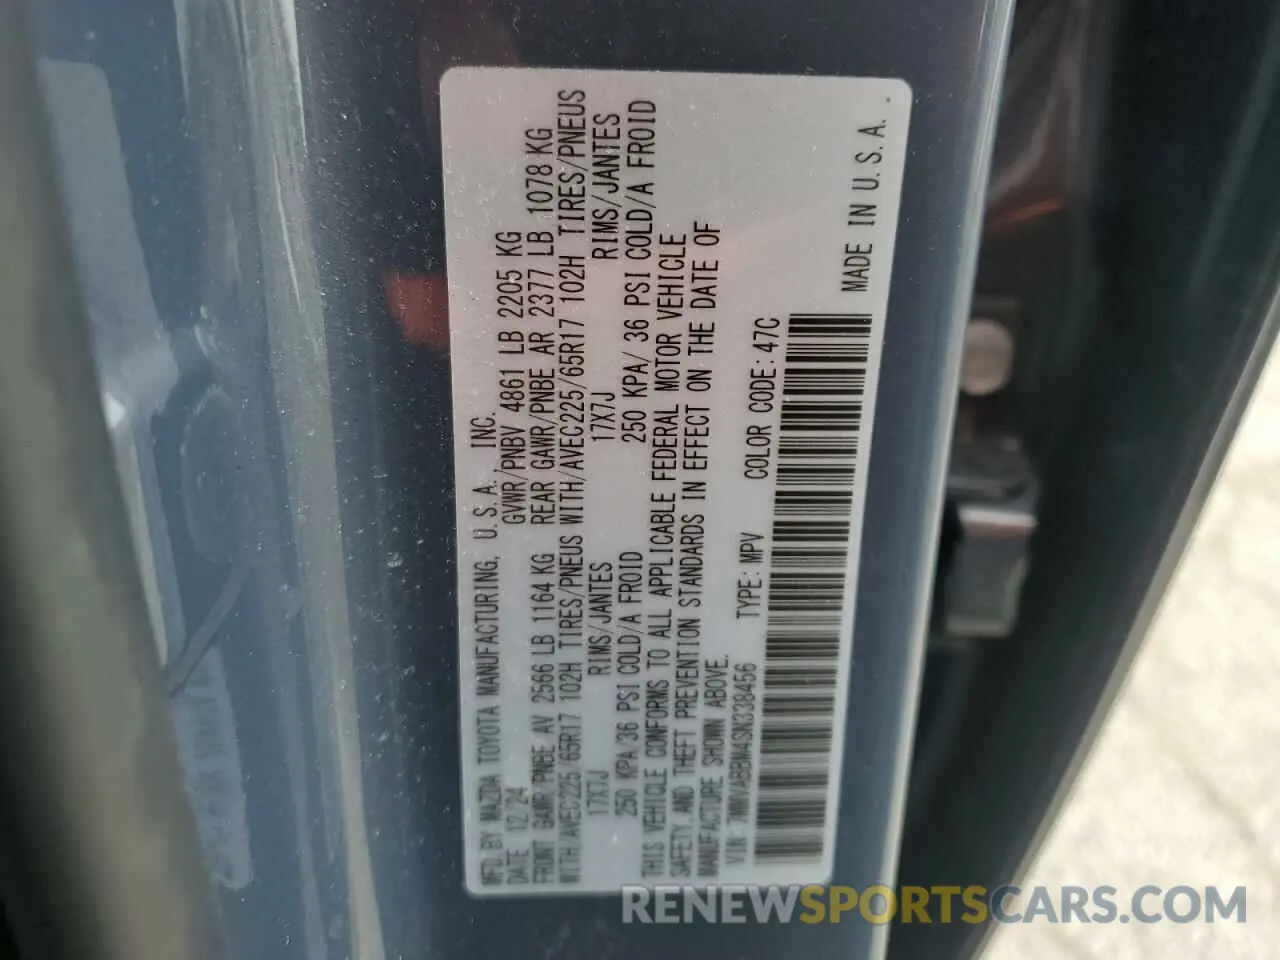 MFD. BY MAZDA TOYOTA MANUFACTURING, U.S.A. INC.
DATE 12/24 GVWR/PNBV 4861 LB 2205 KG
FRONT GAWR/PNBE AV 2566 LB 1164 KG REAR GAWR/PNBE AR 2377 LB 1078 KG
WITH/AVEC225/65R17 102H TIRES/PNEUS WITH/AVEC225/65R17 102H TIRES/PNEUS
17X7J RIMS/JANTES 17X7J RIMS/JANTES
250 KPA/36 PSI COLD/A FROID 250 KPA/ 36 PSI COLD/A FROID
THIS VEHICLE CONFORMS TO ALL APPLICABLE FEDERAL MOTOR VEHICLE
SAFETY, AND THEFT PREVENTION STANDARDS IN EFFECT ON THE DATE OF
MANUFACTURE SHOWN ABOVE.
VIN: 7MMVABBM4SN338456 TYPE: MPV COLOR CODE: 47C
MADE IN U.S.A.
RENEWSPORTSCARS.COM